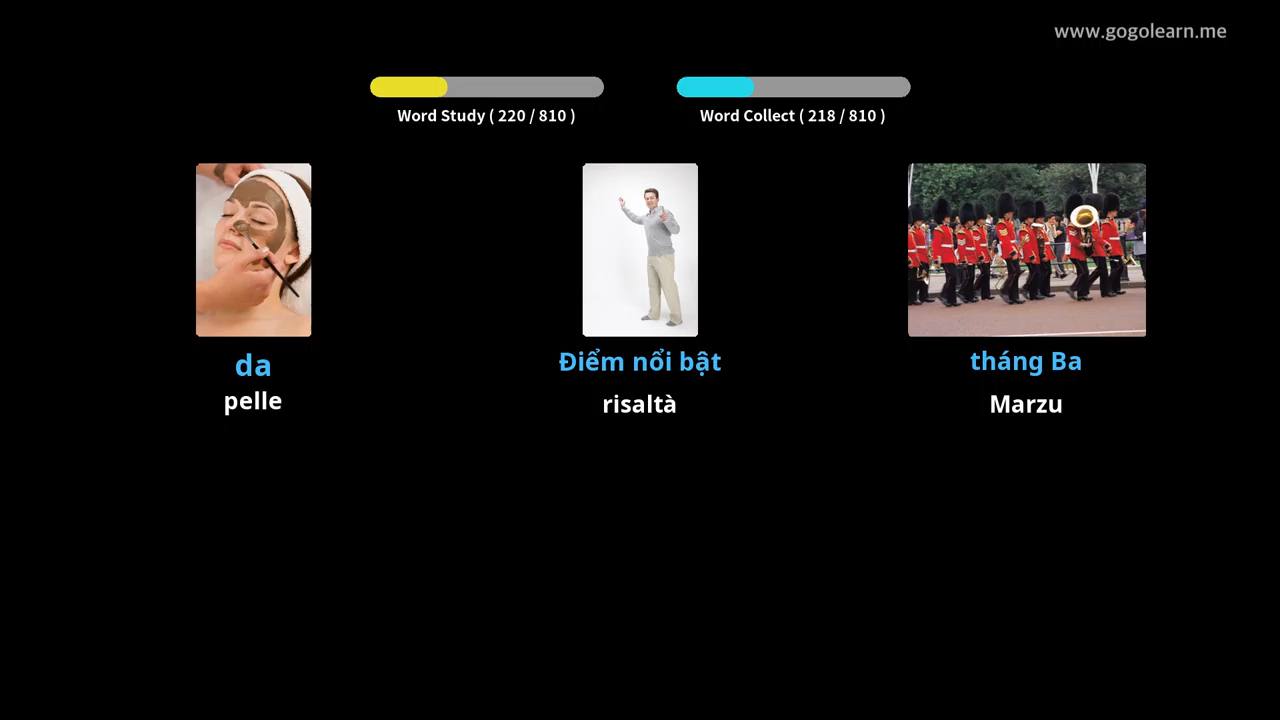 www.gogolearn.me
Word Study ( 220 / 810 )
Word Collect ( 218 / 810 )
da
pelle
Điểm nổi bật
risaltà
tháng Ba
Marzu